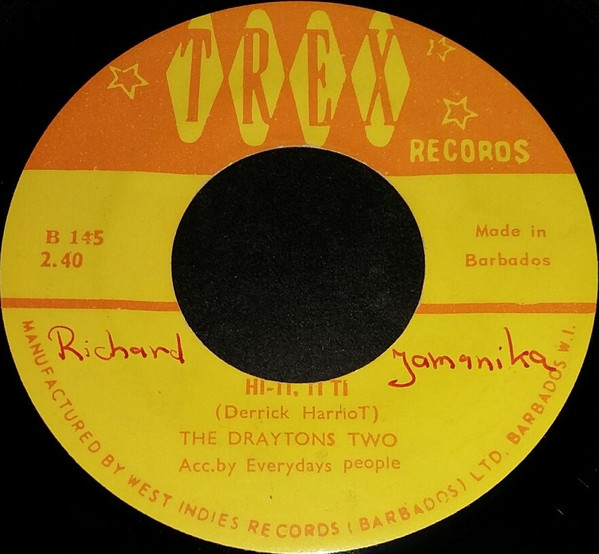 TREX
RECORDS
B 145
2.40
Made in
Barbados
Richard
Jamanika
HI-TI, TI TI
(Derrick HarrioT)
THE DRAYTONS TWO
Acc.by Everydays people
MANUFACTURED BY WEST INDIES RECORDS (BARBADOS) LTD. BARBADOS W.I.